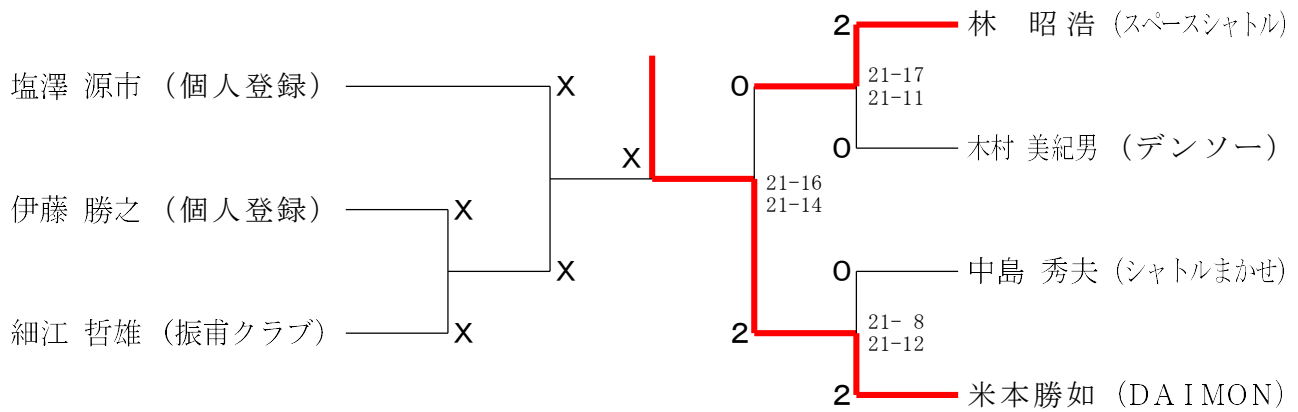 塩澤 源市 （個人登録）
X
伊藤 勝之 （個人登録）
X
X
細江 哲雄 （振甫クラブ）
X
X
2
林　昭浩 （スペースシャトル）
0
21-17
21-11
0
木村 美紀男 （デンソー）
21-16
21-14
0
中島 秀夫 （シャトルまかせ）
2
21- 8
21-12
2
米本勝如 （ＤＡＩＭＯＮ）